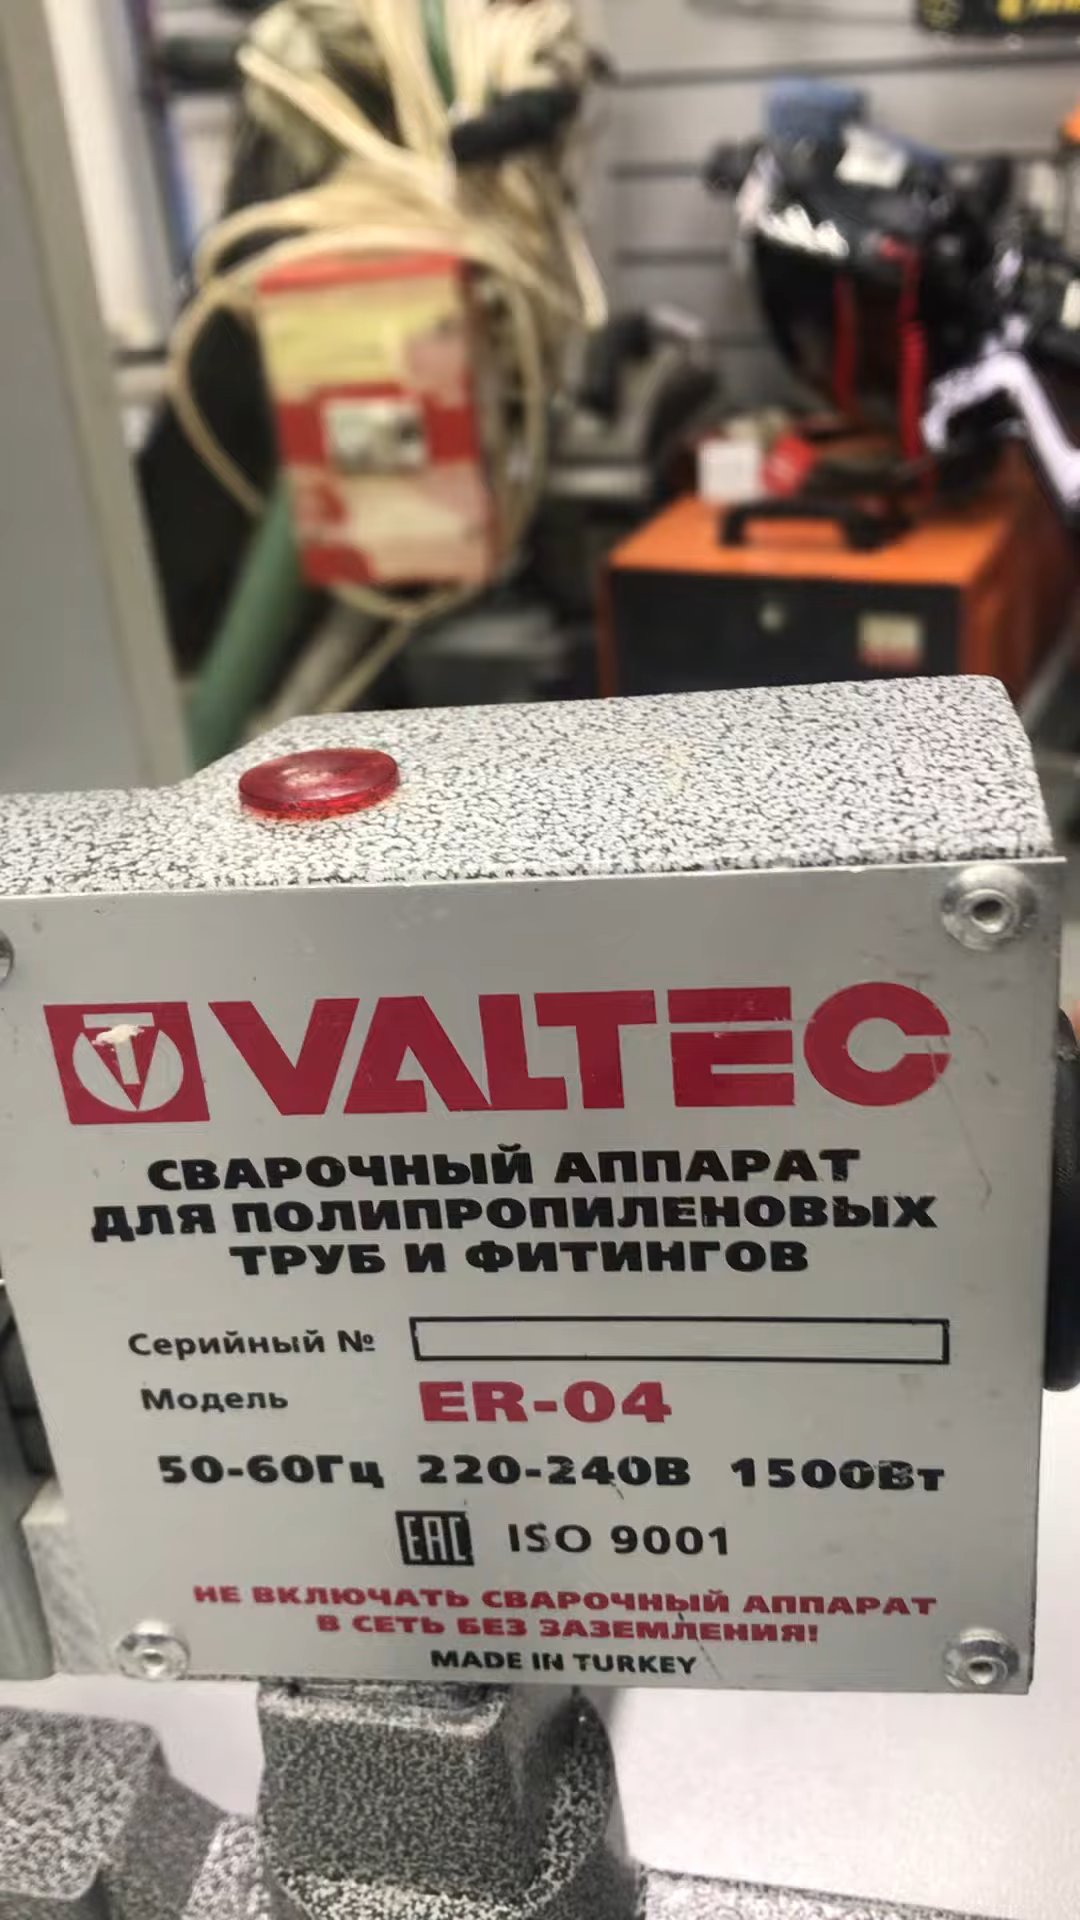 VALTEC
СВАРОЧНЫЙ АППАРАТ
ДЛЯ ПОЛИПРОПИЛЕНОВЫХ
ТРУБ И ФИТИНГОВ
Серийный №
Модель ER-04
50-60Гц 220-240В 1500Вт
EAC ISO 9001
НЕ ВКЛЮЧАТЬ СВАРОЧНЫЙ АППАРАТ
В СЕТЬ БЕЗ ЗАЗЕМЛЕНИЯ!
MADE IN TURKEY